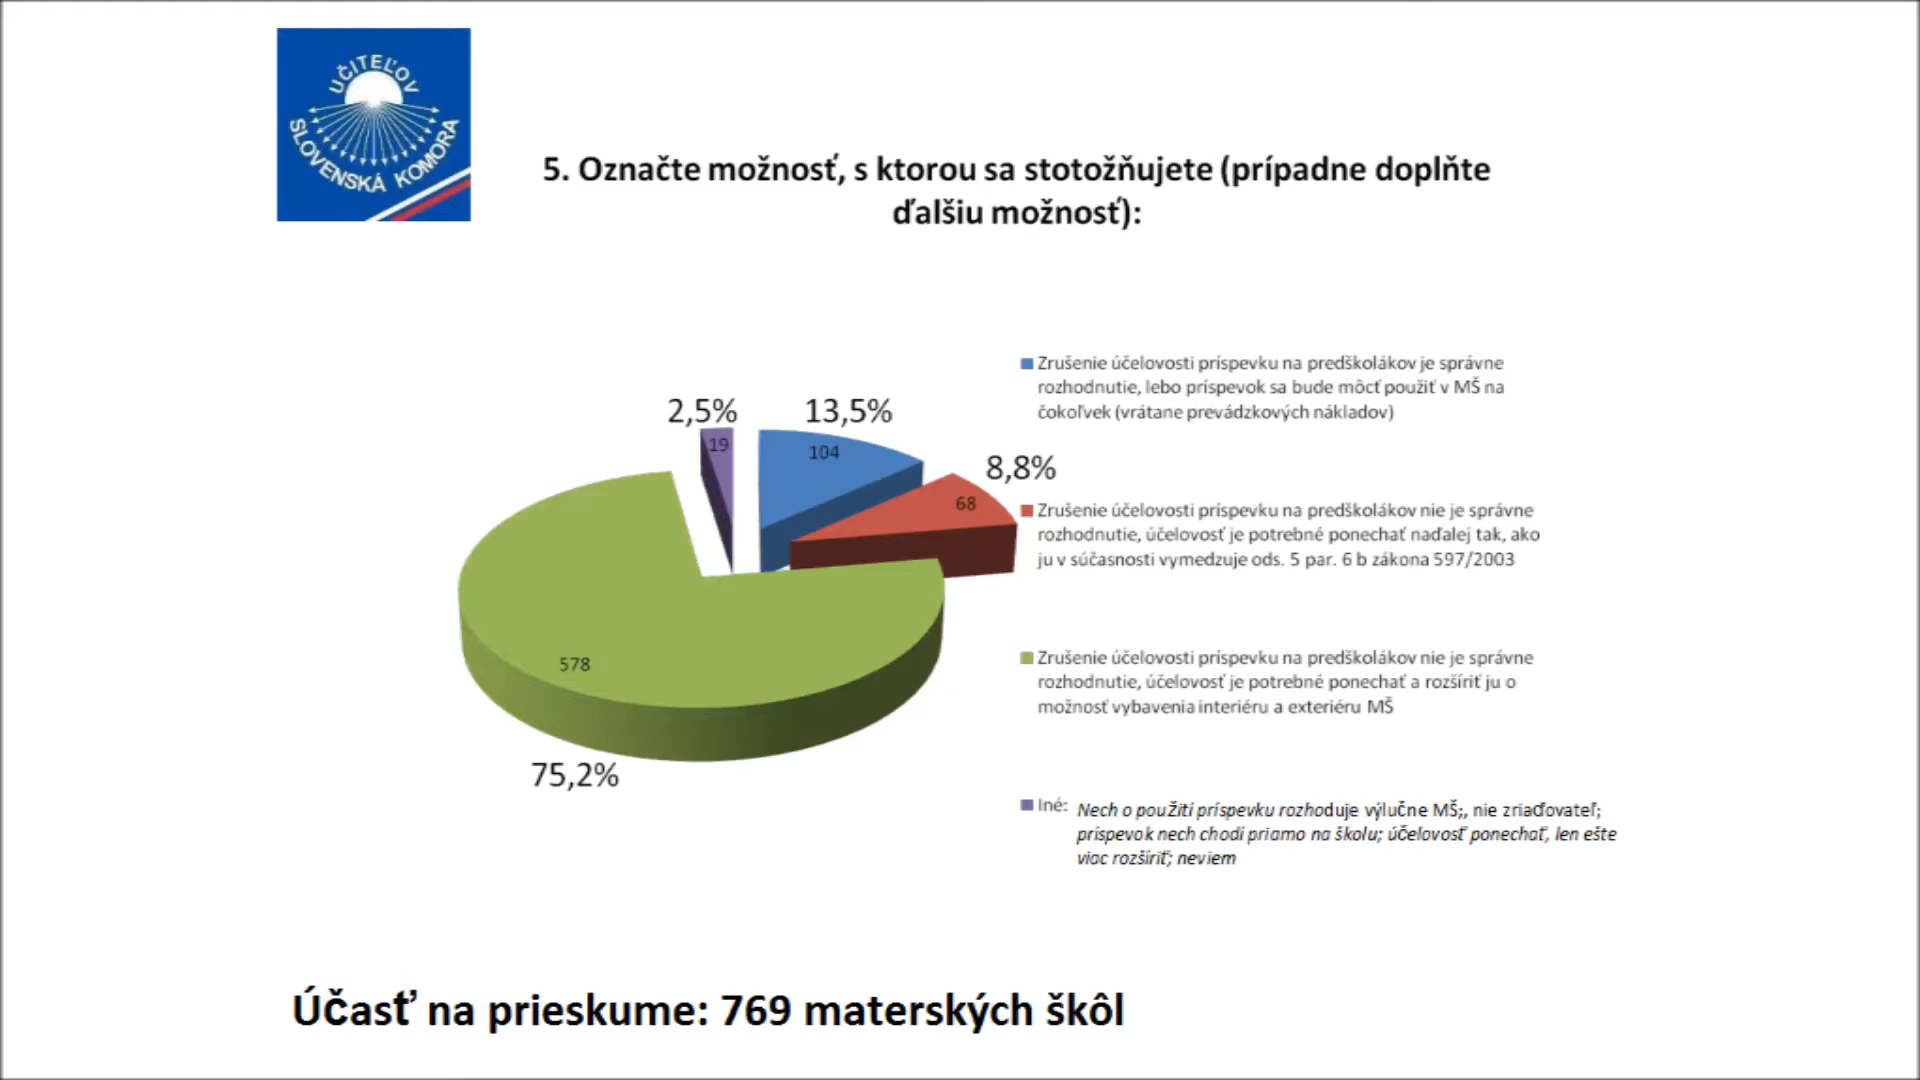 UČITEĽOV
SLOVENSKÁ KOMORA
5. Označte možnosť, s ktorou sa stotožňujete (prípadne doplňte
ďalšiu možnosť):
2,5%
13,5%
19
104
8,8%
68
578
75,2%
Zrušenie účelovosti príspevku na predškolákov je správne
rozhodnutie, lebo príspevok sa bude môcť použiť v MŠ na
čokoľvek (vrátane prevádzkových nákladov)
Zrušenie účelovosti príspevku na predškolákov nie je správne
rozhodnutie, účelovosť je potrebné ponechať naďalej tak, ako
ju v súčasnosti vymedzuje ods. 5 par. 6 b zákona 597/2003
Zrušenie účelovosti príspevku na predškolákov nie je správne
rozhodnutie, účelovosť je potrebné ponechať a rozšíriť ju o
možnosť vybavenia interiéru a exteriéru MŠ
Iné: Nech o použití príspevku rozhoduje výlučne MŠ;, nie zriaďovateľ;
príspevok nech chodí priamo na školu; účelovosť ponechať, len ešte
viac rozšíriť; neviem
Účasť na prieskume: 769 materských škôl